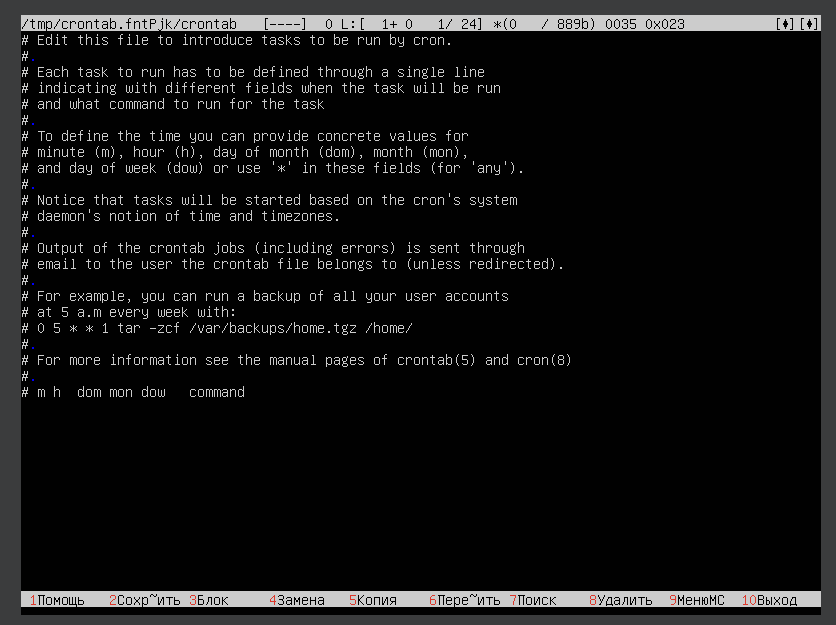 /tmp/crontab.fntPjk/crontab [----] 0 L:[ 1+ 0 1/ 24] *(0 / 889b) 0035 0x023 [♦][♦]
# Edit this file to introduce tasks to be run by cron.
#.
# Each task to run has to be defined through a single line
# indicating with different fields when the task will be run
# and what command to run for the task
#.
# To define the time you can provide concrete values for
# minute (m), hour (h), day of month (dom), month (mon),
# and day of week (dow) or use '*' in these fields (for 'any').
#.
# Notice that tasks will be started based on the cron's system
# daemon's notion of time and timezones.
#.
# Output of the crontab jobs (including errors) is sent through
# email to the user the crontab file belongs to (unless redirected).
#.
# For example, you can run a backup of all your user accounts
# at 5 a.m every week with:
# 0 5 * * 1 tar -zcf /var/backups/home.tgz /home/
#.
# For more information see the manual pages of crontab(5) and cron(8)
#.
# m h  dom mon dow   command
1Помощь 2Сохр~ить 3Блок 4Замена 5Копия 6Пере~ить 7Поиск 8Удалить 9МенюMC 10Выход